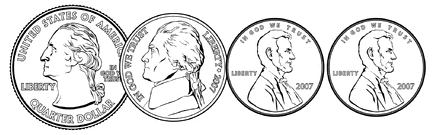 UNITED STATES OF AMERICA
LIBERTY
IN
GOD WE
TRUST
QUARTER DOLLAR
IN GOD WE TRUST
LIBERTY 2007
IN GOD WE TRUST
LIBERTY
2007
IN GOD WE TRUST
LIBERTY
2007